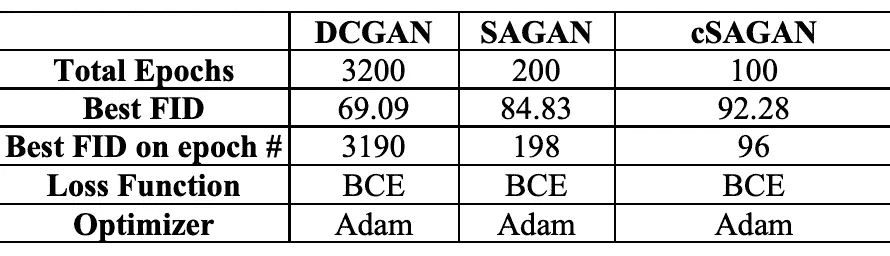 DCGAN SAGAN cSAGAN
Total Epochs 3200 200 100
Best FID 69.09 84.83 92.28
Best FID on epoch # 3190 198 96
Loss Function BCE BCE BCE
Optimizer Adam Adam Adam